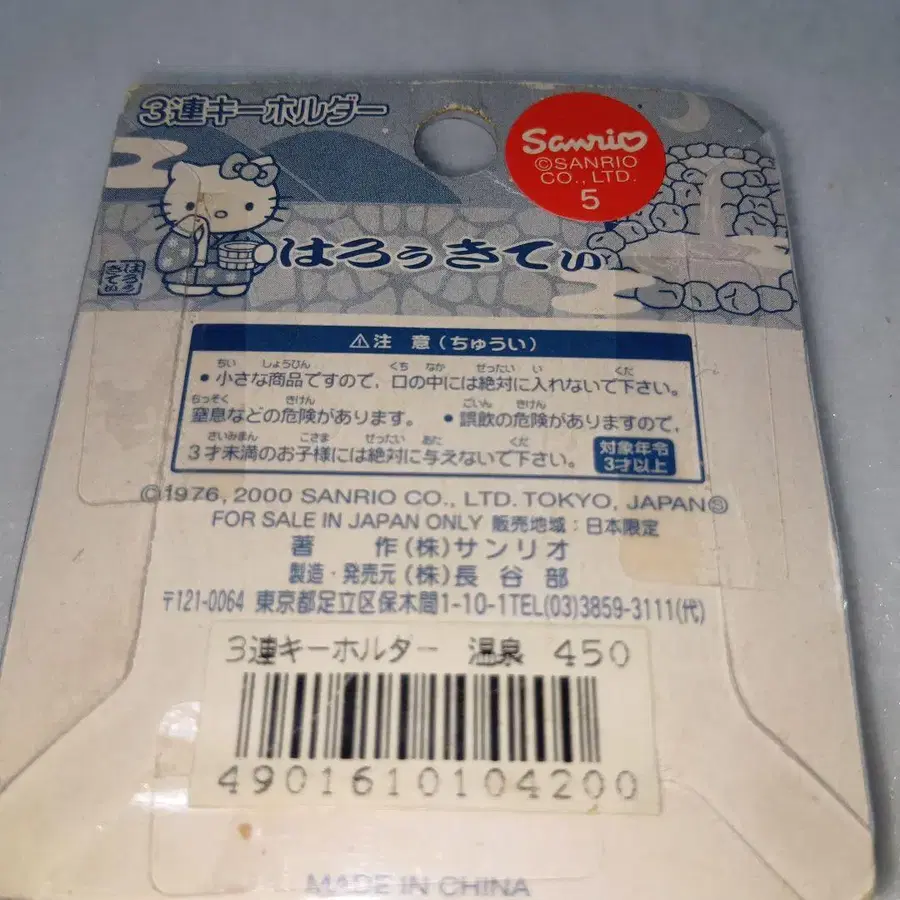 3連キーホルダー
Sanrio
©SANRIO
CO., LTD.
5
はろぅきてぃ
はろぅ
きてぃ
⚠注 意(ちゅうい)
ちい しょうひん くち なか ぜったい い くだ
• 小さな商品ですので、口の中には絶対に入れないで下さい。
ちっそく きけん ごいん きけん
窒息などの危険があります。 • 誤飲の危険がありますので、
さいみまん こさま ぜったい あた くだ
3才未満のお子様には絶対に与えないで下さい。
対象年令
3才以上
©1976, 2000 SANRIO CO., LTD. TOKYO, JAPANⓈ
FOR SALE IN JAPAN ONLY 販売地域:日本限定
著 作(株)サンリオ
製造・発売元(株)長谷部
〒121-0064 東京都足立区保木間1-10-1TEL(03)3859-3111(代)
3連キーホルダー 温泉 450
4901610104200
MADE IN CHINA